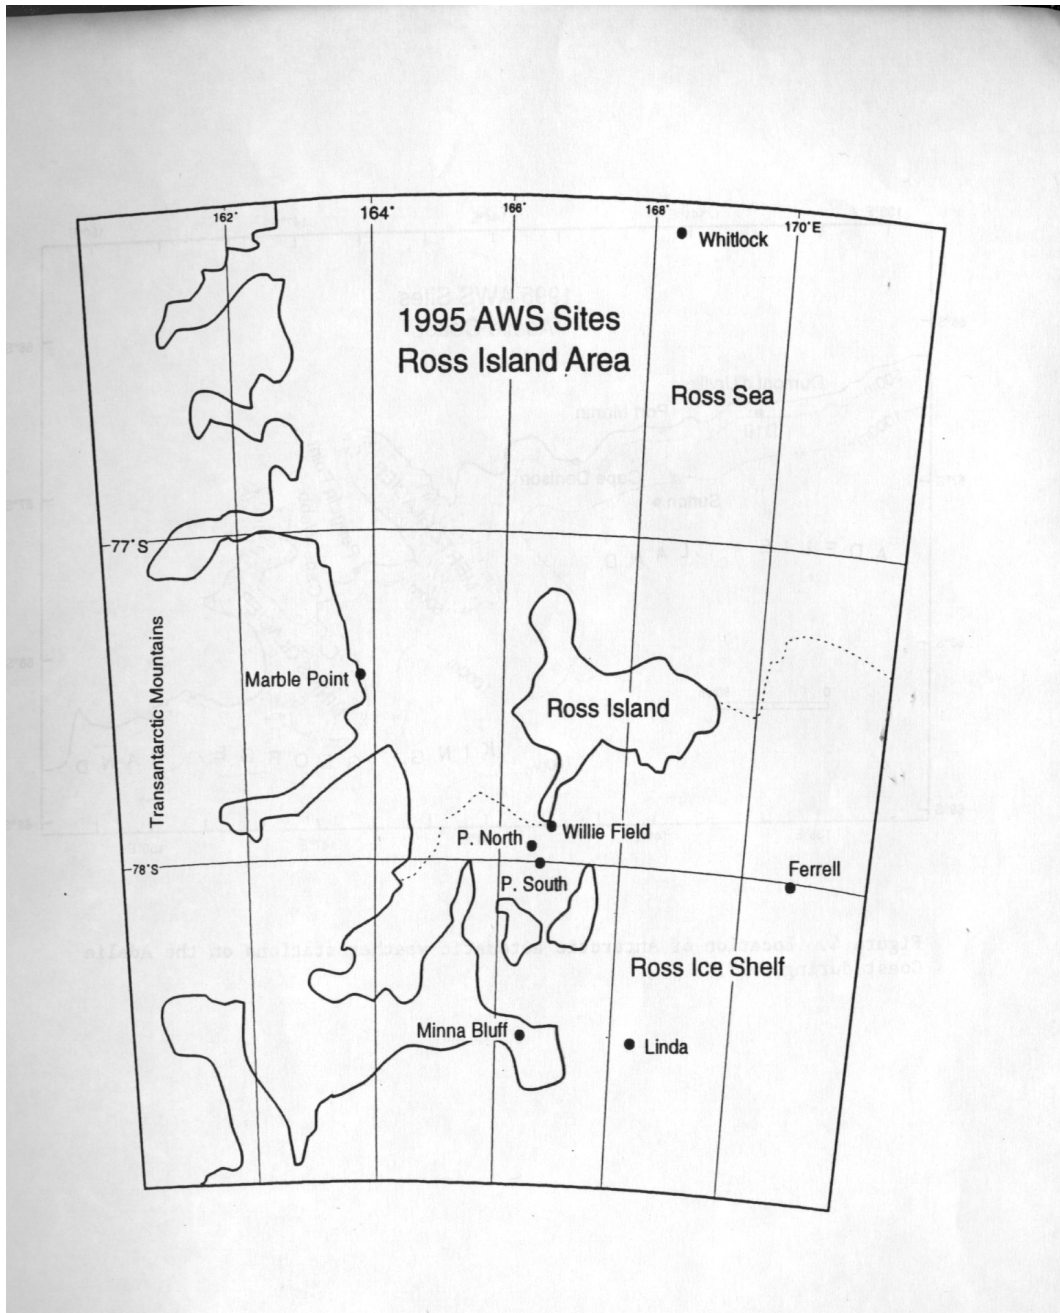 162°
164°
166°
168°
170°E
Whitlock
1995 AWS Sites
Ross Island Area
Ross Sea
77°S
Transantarctic Mountains
Marble Point
Ross Island
Willie Field
P. North
78°S
P. South
Ferrell
Ross Ice Shelf
Minna Bluff
Linda